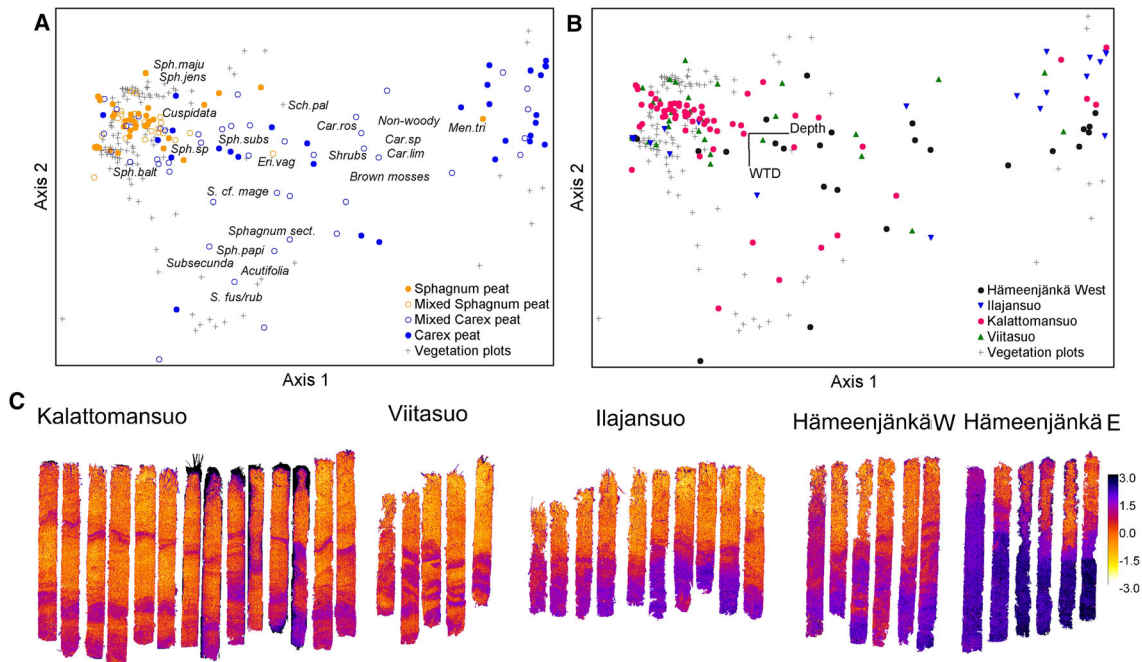 A
B
Sph.maju
Sph.jens
Sch.pal
Cuspidata
Car.ros
Non-woody
Men.tri
Sph.subs
Car.sp
Sph.sp
Eri.vag
Shrubs
Car.lim
Sph.balt
Brown mosses
S. cf. mage
Sphagnum sect.
Sph.papi
Subsecunda
Acutifolia
S. fus/rub
Sphagnum peat
Mixed Sphagnum peat
Mixed Carex peat
Carex peat
Vegetation plots
Axis 2
Axis 1
Depth
WTD
Hämeenjänkä West
Ilajansuo
Kalattomansuo
Viitasuo
Vegetation plots
Axis 2
Axis 1
C
Kalattomansuo
Viitasuo
Ilajansuo
HämeenjänkäW
Hämeenjänkä E
3.0
1.5
0.0
-1.5
-3.0